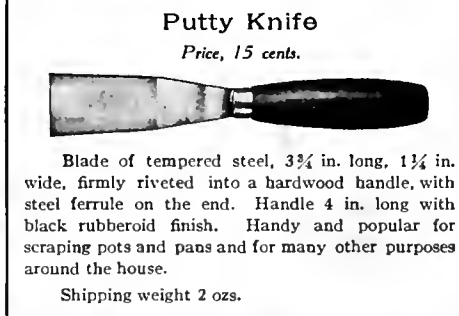 Putty Knife
Price, 15 cents.
Blade of tempered steel, 3¾ in. long, 1¼ in.
wide, firmly riveted into a hardwood handle, with
steel ferrule on the end. Handle 4 in. long with
black rubberoid finish. Handy and popular for
scraping pots and pans and for many other purposes
around the house.
Shipping weight 2 ozs.